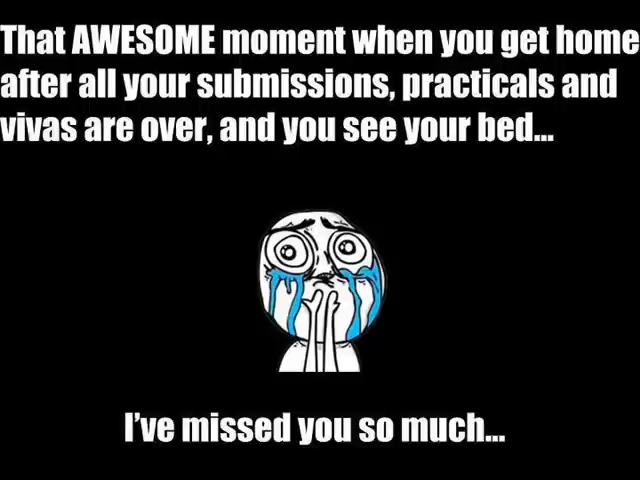 That AWESOME moment when you get home
after all your submissions, practicals and
vivas are over, and you see your bed...
I've missed you so much...